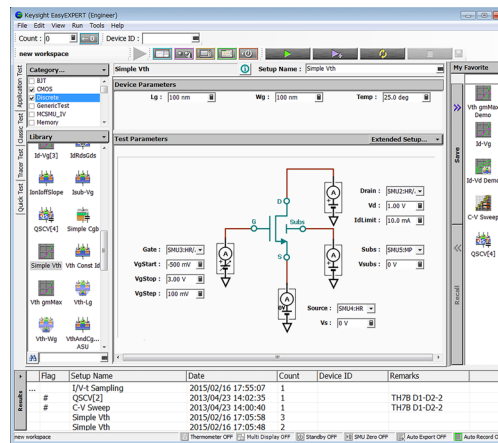 Keysight EasyEXPERT (Engineer)
File Edit View Run Tools Help
Count : 0 Device ID :
new workspace
Category...
BJT
CMOS
Discrete
GenericTest
MCSMU_IV
Memory
Library
Id-Vg[3] IdRdsGds
IonIoffSlope Isub-Vg
QSCV[4] Simple Cgb
Simple Vth Vth Const Id
Vth gmMax Vth-Lg
Vth-Wg VthAndCg...
ASU
Application Test
Classic Test
Tracer Test
Quick Test
Simple Vth Setup Name : Simple Vth
Device Parameters
Lg : 100 nm Wg : 100 nm Temp : 25.0 deg
Test Parameters Extended Setup...
Drain : SMU2:HR/.
Vd : 1.00 V
IdLimit : 10.0 mA
D
G
Subs
S
A
A
A
A
Gate : SMU3:HR/.
VgStart : -500 mV
VgStop : 3.00 V
VgStep : 100 mV
Subs : SMU5:MP
Vsubs : 0 V
0V
Source : SMU4:HR
Vs : 0 V
My Favorite
Save
Recall
Vth gmMax
Demo
Id-Vg
Id-Vd Demo
C-V Sweep
QSCV[4]
Results
Flag Setup Name Date Count Device ID Remarks
... I/V-t Sampling 2015/02/16 17:55:07 1
# QSCV[2] 2013/04/23 14:02:35 1 TH7B D1-D2-2
# C-V Sweep 2013/04/23 14:00:40 1 TH7B D1-D2-2
Simple Vth 2015/02/16 17:05:58 3
Simple Vth 2015/02/16 17:05:48 2
new workspace Thermometer OFF Multi Display OFF Standby OFF SMU Zero OFF Auto Export OFF Auto Record O